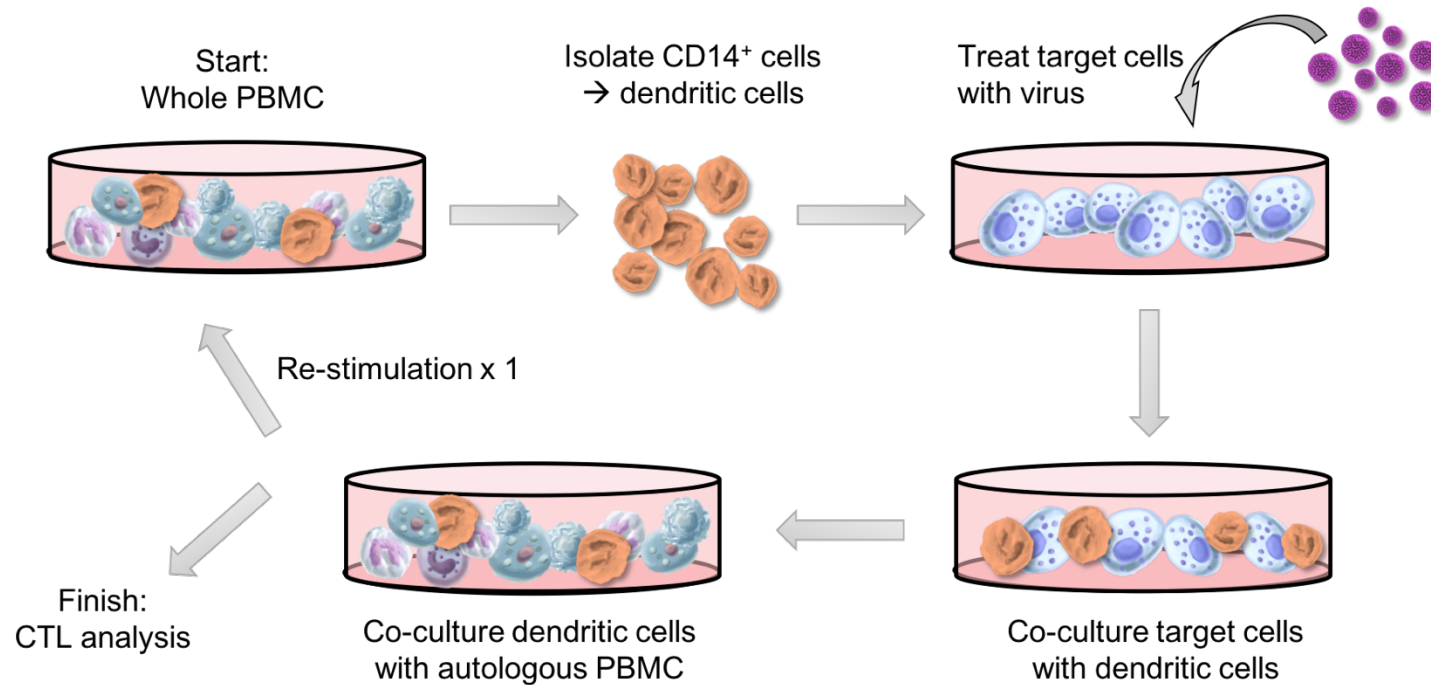 Start:
Whole PBMC
Isolate CD14⁺ cells
→ dendritic cells
Treat target cells
with virus
Re-stimulation x 1
Finish:
CTL analysis
Co-culture dendritic cells
with autologous PBMC
Co-culture target cells
with dendritic cells